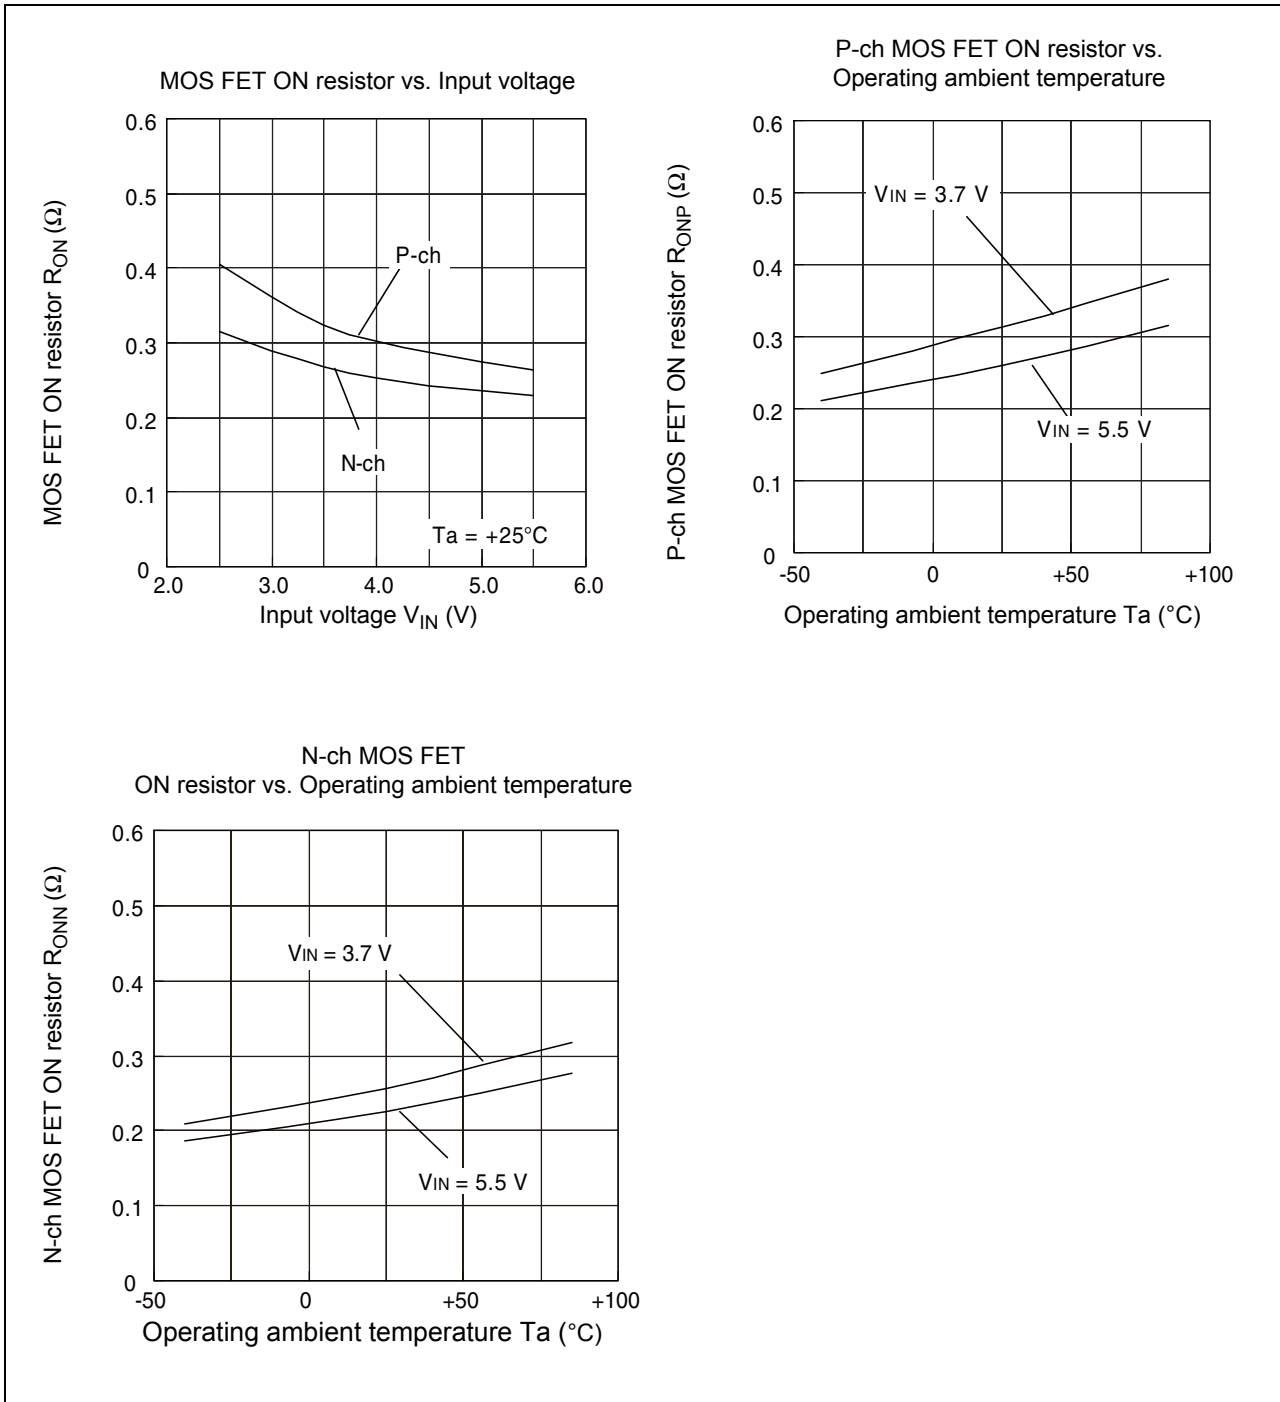 MOS FET ON resistor vs. Input voltage
MOS FET ON resistor RON (Ω)
0.6
0.5
0.4
0.3
0.2
0.1
0
P-ch
N-ch
Ta = +25°C
2.0 3.0 4.0 5.0 6.0
Input voltage VIN (V)
P-ch MOS FET ON resistor vs.
Operating ambient temperature
P-ch MOS FET ON resistor RONP (Ω)
0.6
0.5
0.4
0.3
0.2
0.1
0
VIN = 3.7 V
VIN = 5.5 V
-50 0 +50 +100
Operating ambient temperature Ta (°C)
N-ch MOS FET
ON resistor vs. Operating ambient temperature
N-ch MOS FET ON resistor RONN (Ω)
0.6
0.5
0.4
0.3
0.2
0.1
0
VIN = 3.7 V
VIN = 5.5 V
-50 0 +50 +100
Operating ambient temperature Ta (°C)